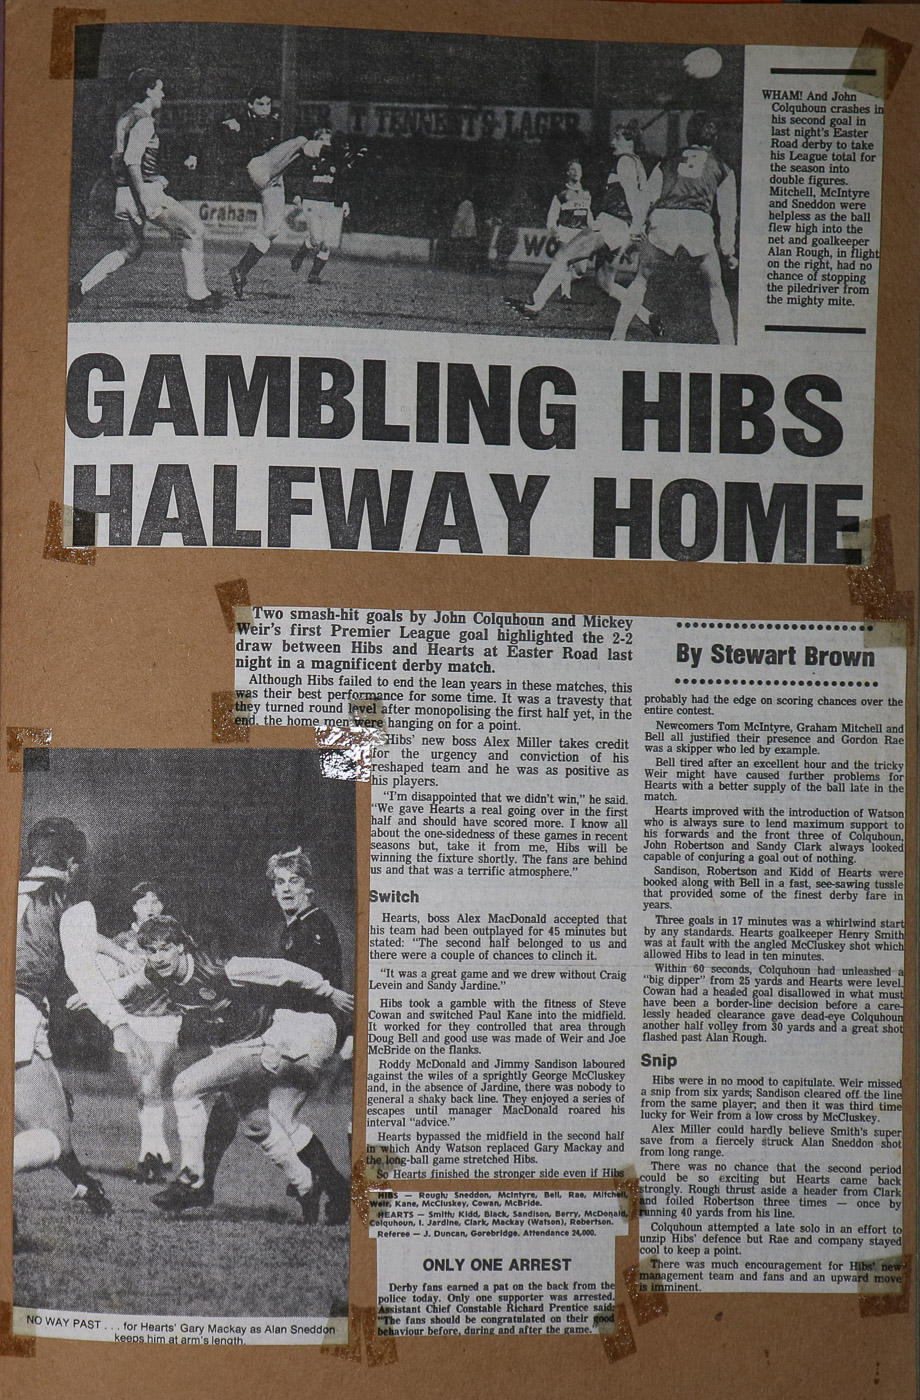 T TENNENT'S LAGER
Graham
WO
3
WHAM! And John
Colquhoun crashes in
his second goal in
last night's Easter
Road derby to take
his League total for
the season into
double figures.
Mitchell, McIntyre
and Sneddon were
helpless as the ball
flew high into the
net and goalkeeper
Alan Rough, in flight
on the right, had no
chance of stopping
the piledriver from
the mighty mite.
GAMBLING HIBS
HALFWAY HOME
Two smash-hit goals by John Colquhoun and Mickey
Weir's first Premier League goal highlighted the 2-2
draw between Hibs and Hearts at Easter Road last
night in a magnificent derby match.
Although Hibs failed to end the lean years in these matches, this
was their best performance for some time. It was a travesty that
they turned round level after monopolising the first half yet, in the
end, the home men were hanging on for a point.
Hibs' new boss Alex Miller takes credit
for the urgency and conviction of his
reshaped team and he was as positive as
his players.
"I'm disappointed that we didn't win," he said.
"We gave Hearts a real going over in the first
half and should have scored more. I know all
about the one-sidedness of these games in recent
seasons but, take it from me, Hibs will be
winning the fixture shortly. The fans are behind
us and that was a terrific atmosphere."
Switch
Hearts, boss Alex MacDonald accepted that
his team had been outplayed for 45 minutes but
stated: "The second half belonged to us and
there were a couple of chances to clinch it.
"It was a great game and we drew without Craig
Levein and Sandy Jardine."
Hibs took a gamble with the fitness of Steve
Cowan and switched Paul Kane into the midfield.
It worked for they controlled that area through
Doug Bell and good use was made of Weir and Joe
McBride on the flanks.
Roddy McDonald and Jimmy Sandison laboured
against the wiles of a sprightly George McCluskey
and, in the absence of Jardine, there was nobody to
general a shaky back line. They enjoyed a series of
escapes until manager MacDonald roared his
interval "advice."
Hearts bypassed the midfield in the second half
in which Andy Watson replaced Gary Mackay and
the long-ball game stretched Hibs.
So Hearts finished the stronger side even if Hibs
By Stewart Brown
probably had the edge on scoring chances over the
entire contest.
Newcomers Tom McIntyre, Graham Mitchell and
Bell all justified their presence and Gordon Rae
was a skipper who led by example.
Bell tired after an excellent hour and the tricky
Weir might have caused further problems for
Hearts with a better supply of the ball late in the
match.
Hearts improved with the introduction of Watson
who is always sure to lend maximum support to
his forwards and the front three of Colquhoun,
John Robertson and Sandy Clark always looked
capable of conjuring a goal out of nothing.
Sandison, Robertson and Kidd of Hearts were
booked along with Bell in a fast, see-sawing tussle
that provided some of the finest derby fare in
years.
Three goals in 17 minutes was a whirlwind start
by any standards. Hearts goalkeeper Henry Smith
was at fault with the angled McCluskey shot which
allowed Hibs to lead in ten minutes.
Within 60 seconds, Colquhoun had unleashed a
"big dipper" from 25 yards and Hearts were level.
Cowan had a headed goal disallowed in what must
have been a border-line decision before a care-
lessly headed clearance gave dead-eye Colquhoun
another half volley from 30 yards and a great shot
flashed past Alan Rough.
Snip
Hibs were in no mood to capitulate. Weir missed
a snip from six yards; Sandison cleared off the line
from the same player; and then it was third time
lucky for Weir from a low cross by McCluskey.
Alex Miller could hardly believe Smith's super
save from a fiercely struck Alan Sneddon shot
from long range.
There was no chance that the second period
could be so exciting but Hearts came back
strongly. Rough thrust aside a header from Clark
and foiled Robertson three times — once by
running 40 yards from his line.
Colquhoun attempted a late solo in an effort to
unzip Hibs' defence but Rae and company stayed
cool to keep a point.
There was much encouragement for Hibs' new
management team and fans and an upward move
is imminent.
HIBS — Rough; Sneddon, McIntyre, Bell, Rae, Mitchell,
Weir, Kane, McCluskey, Cowan, McBride.
HEARTS — Smith; Kidd, Black, Sandison, Berry, McDonald,
Colquhoun, I. Jardine, Clark, Mackay (Watson), Robertson.
Referee — J. Duncan, Gorebridge. Attendance 24,000.
ONLY ONE ARREST
Derby fans earned a pat on the back from the
police today. Only one supporter was arrested.
Assistant Chief Constable Richard Prentice said:
"The fans should be congratulated on their good
behaviour before, during and after the game."
NO WAY PAST . . . for Hearts' Gary Mackay as Alan Sneddon
keeps him at arm's length.